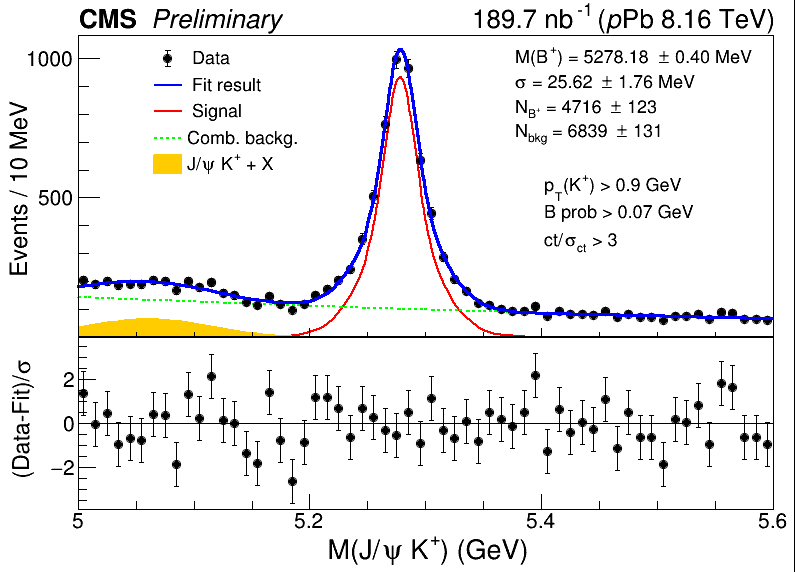 CMS Preliminary 189.7 nb⁻¹ (pPb 8.16 TeV)
Events / 10 MeV
1000
500
Data
Fit result
Signal
Comb. backg.
J/ψ K⁺ + X
M(B⁺) = 5278.18 ± 0.40 MeV
σ = 25.62 ± 1.76 MeV
N_B⁺ = 4716 ± 123
N_bkg = 6839 ± 131
p_T(K⁺) > 0.9 GeV
B prob > 0.07 GeV
ct/σ_ct > 3
(Data-Fit)/σ
2
0
−2
5 5.2 5.4 5.6
M(J/ψ K⁺) (GeV)